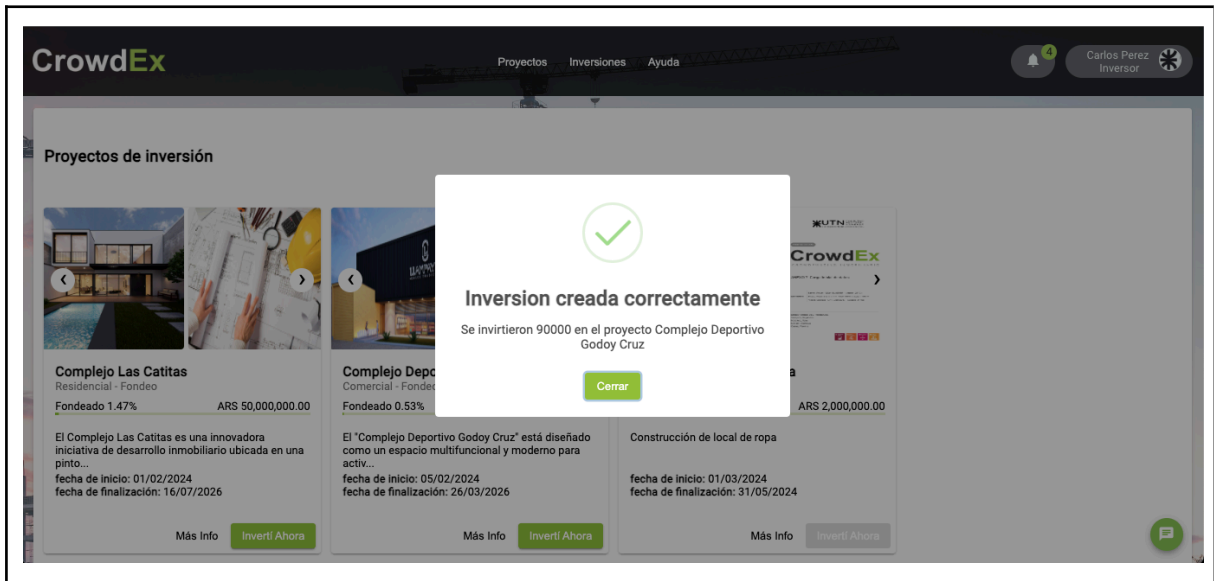 CrowdEx
Proyectos Inversiones Ayuda
4
Carlos Perez
Inversor
Proyectos de inversión
UTN
CrowdEx
Inversion creada correctamente
Se invirtieron 90000 en el proyecto Complejo Deportivo
Godoy Cruz
Cerrar
Complejo Las Catitas
Residencial - Fondeo
Fondeado 1.47% ARS 50,000,000.00
El Complejo Las Catitas es una innovadora
iniciativa de desarrollo inmobiliario ubicada en una
pinto...
fecha de inicio: 01/02/2024
fecha de finalización: 16/07/2026
Más Info Invertí Ahora
Complejo Depo
Comercial - Fondeo
Fondeado 0.53%
El "Complejo Deportivo Godoy Cruz" está diseñado
como un espacio multifuncional y moderno para
activ...
fecha de inicio: 05/02/2024
fecha de finalización: 26/03/2026
Más Info Invertí Ahora
a
ARS 2,000,000.00
Construcción de local de ropa
fecha de inicio: 01/03/2024
fecha de finalización: 31/05/2024
Más Info Invertí Ahora